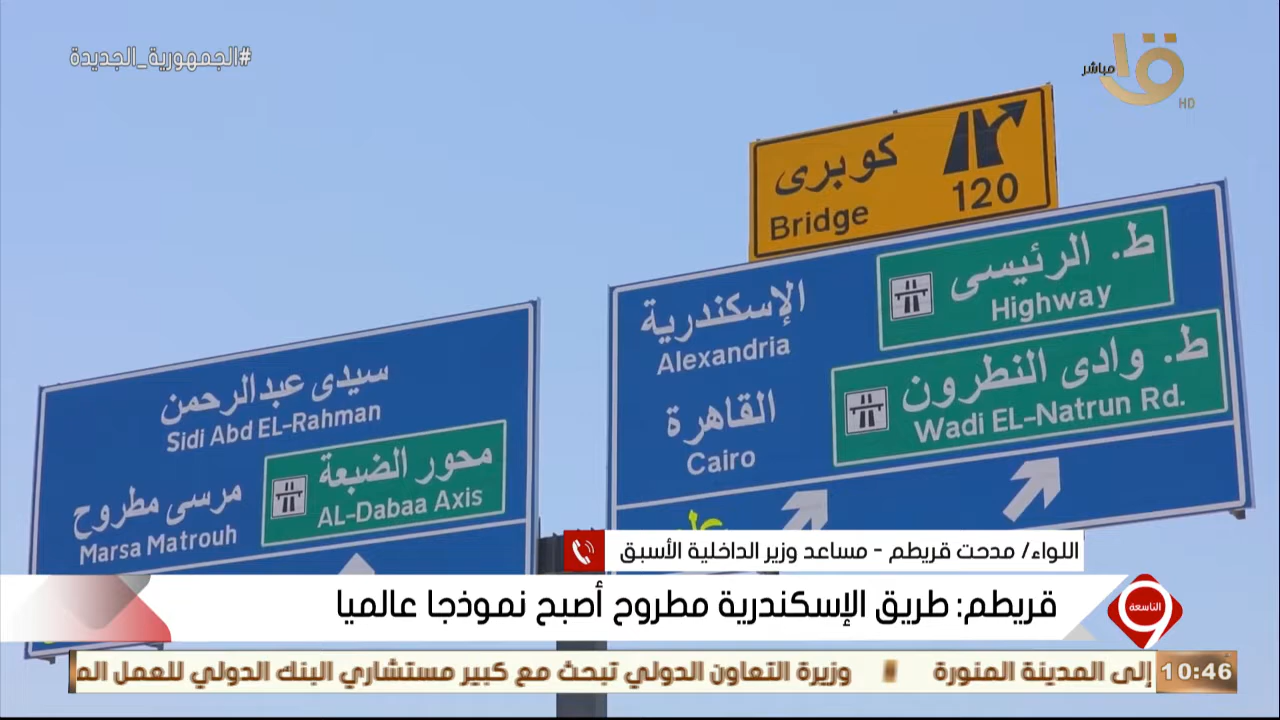 #الجمهورية_الجديدة
مباشر
HD
كوبرى
Bridge
120
ط. الرئيسى
Highway
الإسكندرية
Alexandria
ط. وادى النطرون
Wadi EL-Natrun Rd.
القاهرة
Cairo
سيدى عبدالرحمن
Sidi Abd EL-Rahman
محور الضبعة
AL-Dabaa Axis
مرسى مطروح
Marsa Matrouh
اللواء/ مدحت قريطم - مساعد وزير الداخلية الأسبق
التاسعة
9
قريطم: طريق الإسكندرية مطروح أصبح نموذجا عالميا
10:46
إلى المدينة المنورة
وزيرة التعاون الدولي تبحث مع كبير مستشاري البنك الدولي للعمل الم